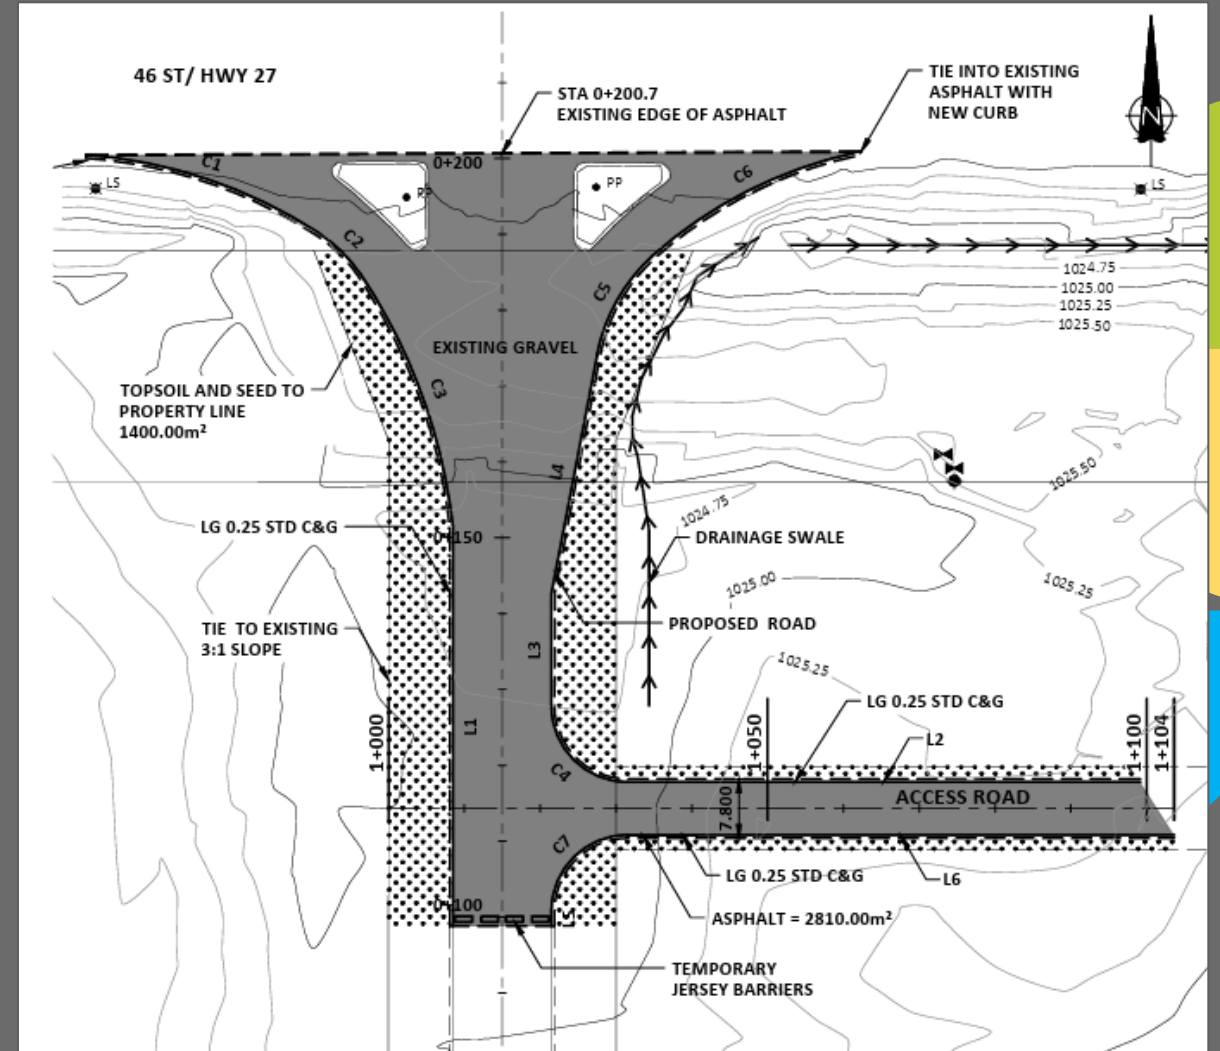 46 ST/ HWY 27
STA 0+200.7
EXISTING EDGE OF ASPHALT
TIE INTO EXISTING
ASPHALT WITH
NEW CURB
N
C1
0+200
C6
LS
PP
PP
LS
C2
1024.75
1025.00
1025.25
1025.50
C5
EXISTING GRAVEL
TOPSOIL AND SEED TO
PROPERTY LINE
1400.00m²
C3
L4
1025.50
1024.75
LG 0.25 STD C&G
0+150
DRAINAGE SWALE
1025.00
1025.25
TIE TO EXISTING
3:1 SLOPE
PROPOSED ROAD
L3
1025.25
LG 0.25 STD C&G
L1
1+000
1+050
L2
1+100
1+104
C4
7.800
ACCESS ROAD
C7
LG 0.25 STD C&G
L6
0+100
L5
ASPHALT = 2810.00m²
TEMPORARY
JERSEY BARRIERS